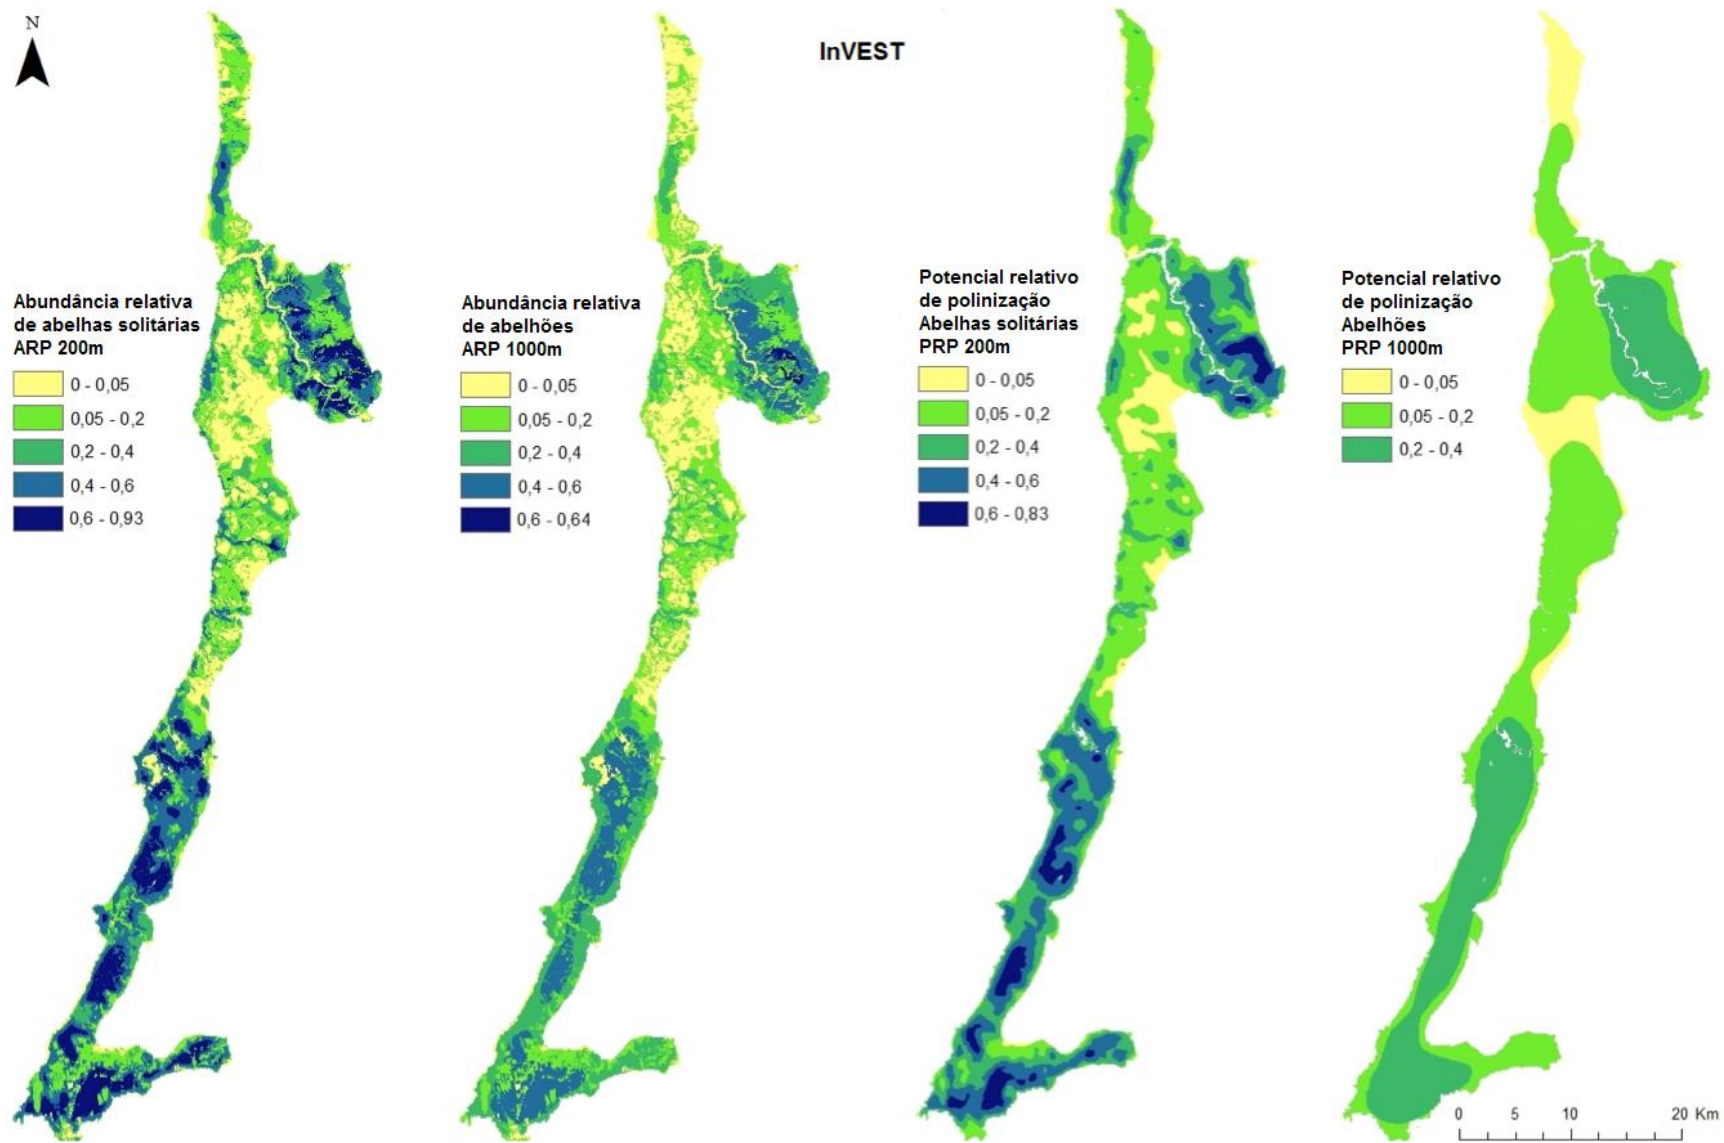 N
InVEST
Abundância relativa
de abelhas solitárias
ARP 200m
0 - 0,05
0,05 - 0,2
0,2 - 0,4
0,4 - 0,6
0,6 - 0,93
Abundância relativa
de abelhões
ARP 1000m
0 - 0,05
0,05 - 0,2
0,2 - 0,4
0,4 - 0,6
0,6 - 0,64
Potencial relativo
de polinização
Abelhas solitárias
PRP 200m
0 - 0,05
0,05 - 0,2
0,2 - 0,4
0,4 - 0,6
0,6 - 0,83
Potencial relativo
de polinização
Abelhões
PRP 1000m
0 - 0,05
0,05 - 0,2
0,2 - 0,4
0 5 10 20 Km